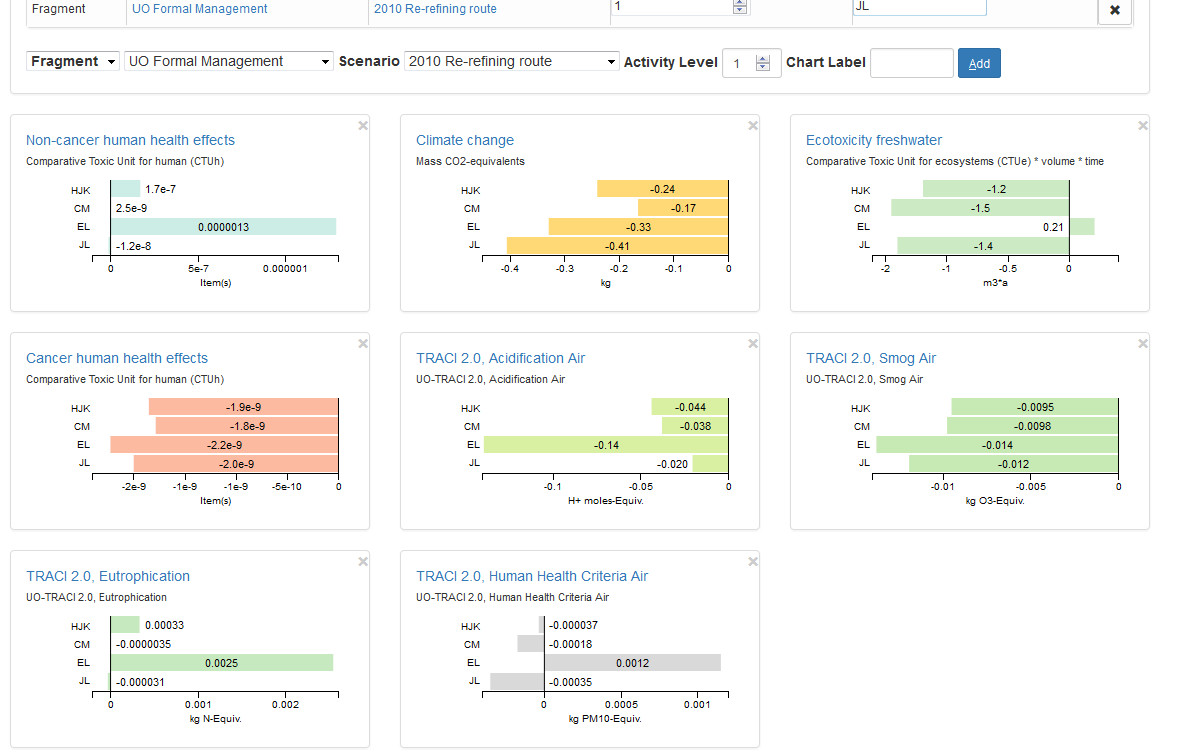 Fragment UO Formal Management 2010 Re-refining route 1 JL ✖
Fragment UO Formal Management Scenario 2010 Re-refining route Activity Level 1 Chart Label Add
Non-cancer human health effects
Comparative Toxic Unit for human (CTUh)
HJK 1.7e-7
CM 2.5e-9
EL 0.0000013
JL -1.2e-8
0 5e-7 0.000001
Item(s)
Climate change
Mass CO2-equivalents
HJK -0.24
CM -0.17
EL -0.33
JL -0.41
-0.4 -0.3 -0.2 -0.1 0
kg
Ecotoxicity freshwater
Comparative Toxic Unit for ecosystems (CTUe) * volume * time
HJK -1.2
CM -1.5
EL 0.21
JL -1.4
-2 -1 -0.5 0
m3*a
Cancer human health effects
Comparative Toxic Unit for human (CTUh)
HJK -1.9e-9
CM -1.8e-9
EL -2.2e-9
JL -2.0e-9
-2e-9 -1e-9 -1e-9 -5e-10 0
Item(s)
TRACI 2.0, Acidification Air
UO-TRACI 2.0, Acidification Air
HJK -0.044
CM -0.038
EL -0.14
JL -0.020
-0.1 -0.05 0
H+ moles-Equiv.
TRACI 2.0, Smog Air
UO-TRACI 2.0, Smog Air
HJK -0.0095
CM -0.0098
EL -0.014
JL -0.012
-0.01 -0.005 0
kg O3-Equiv.
TRACI 2.0, Eutrophication
UO-TRACI 2.0, Eutrophication
HJK 0.00033
CM -0.0000035
EL 0.0025
JL -0.000031
0 0.001 0.002
kg N-Equiv.
TRACI 2.0, Human Health Criteria Air
UO-TRACI 2.0, Human Health Criteria Air
HJK -0.000037
CM -0.00018
EL 0.0012
JL -0.00035
0 0.0005 0.001
kg PM10-Equiv.